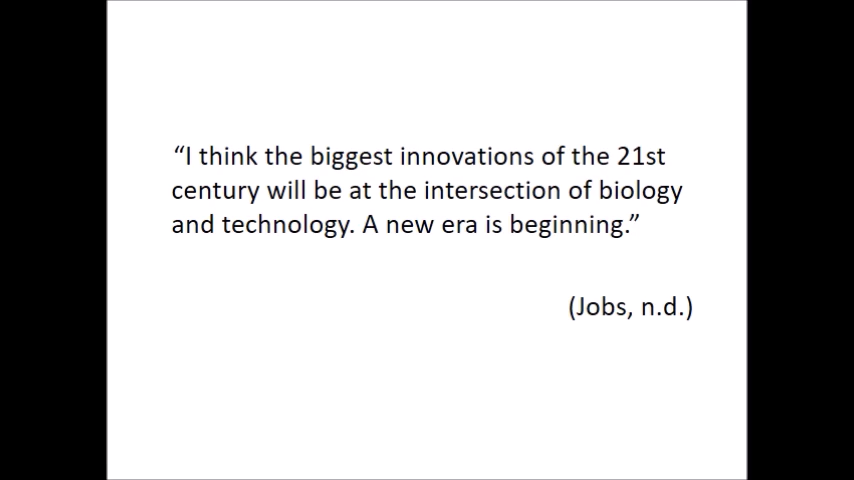 “I think the biggest innovations of the 21st
century will be at the intersection of biology
and technology. A new era is beginning.”
(Jobs, n.d.)